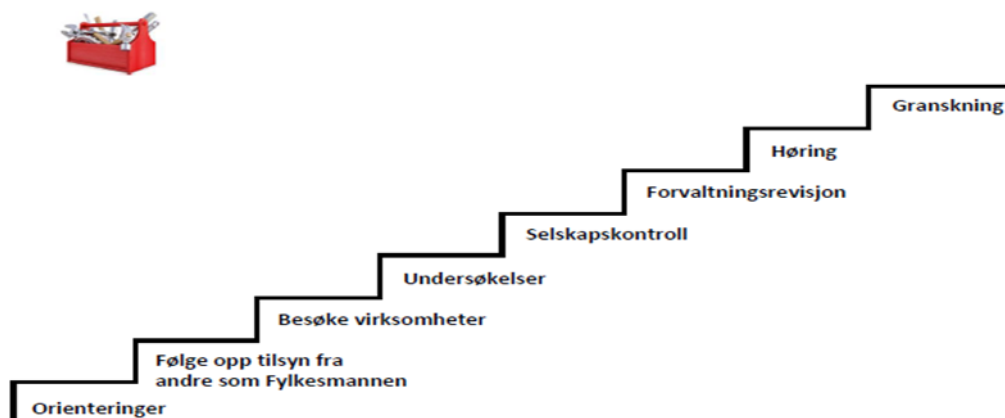 Granskning
Høring
Forvaltningsrevisjon
Selskapskontroll
Undersøkelser
Besøke virksomheter
Følge opp tilsyn fra
andre som Fylkesmannen
Orienteringer